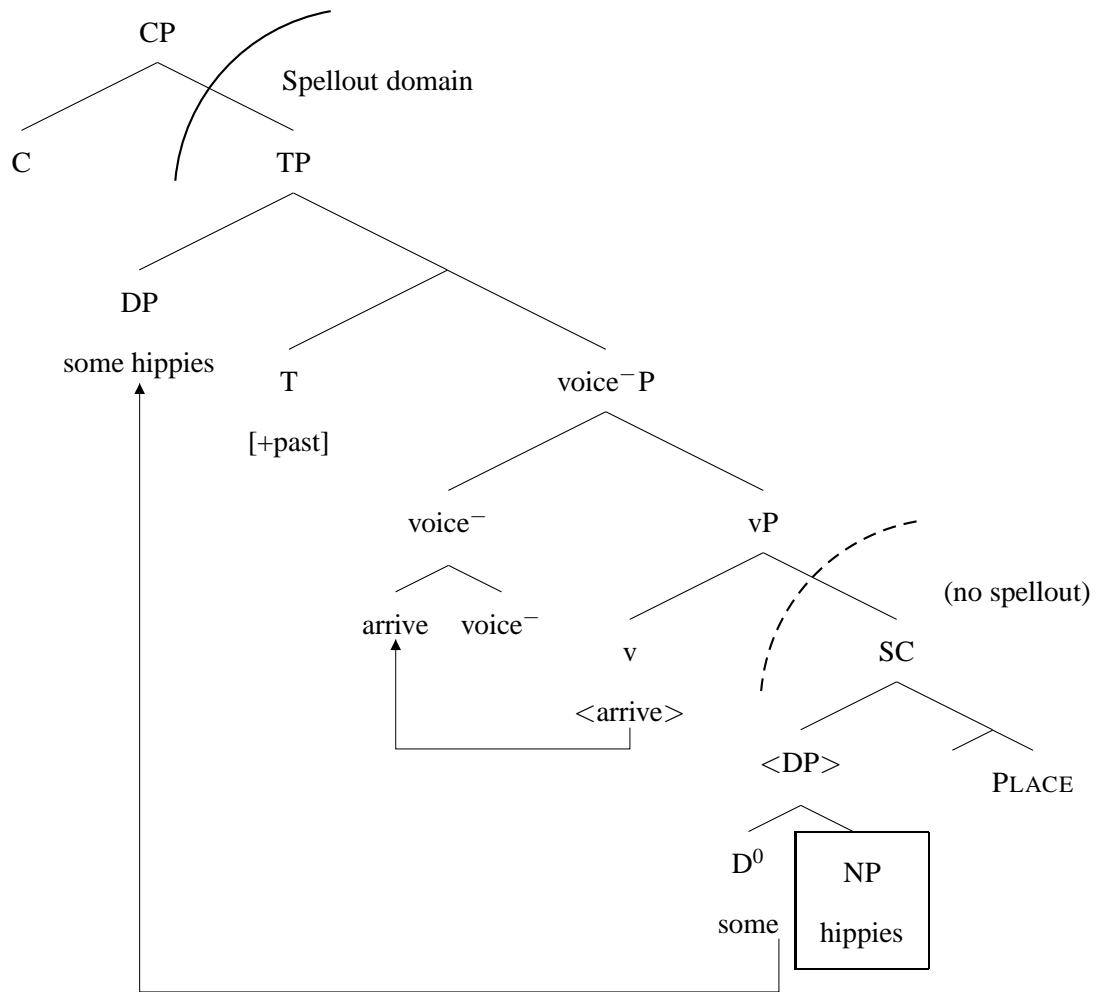 CP
Spellout domain
C
TP
DP
some hippies
T
[+past]
voice⁻P
voice⁻
vP
(no spellout)
arrive
voice⁻
v
<arrive>
SC
<DP>
PLACE
D⁰
some
NP
hippies